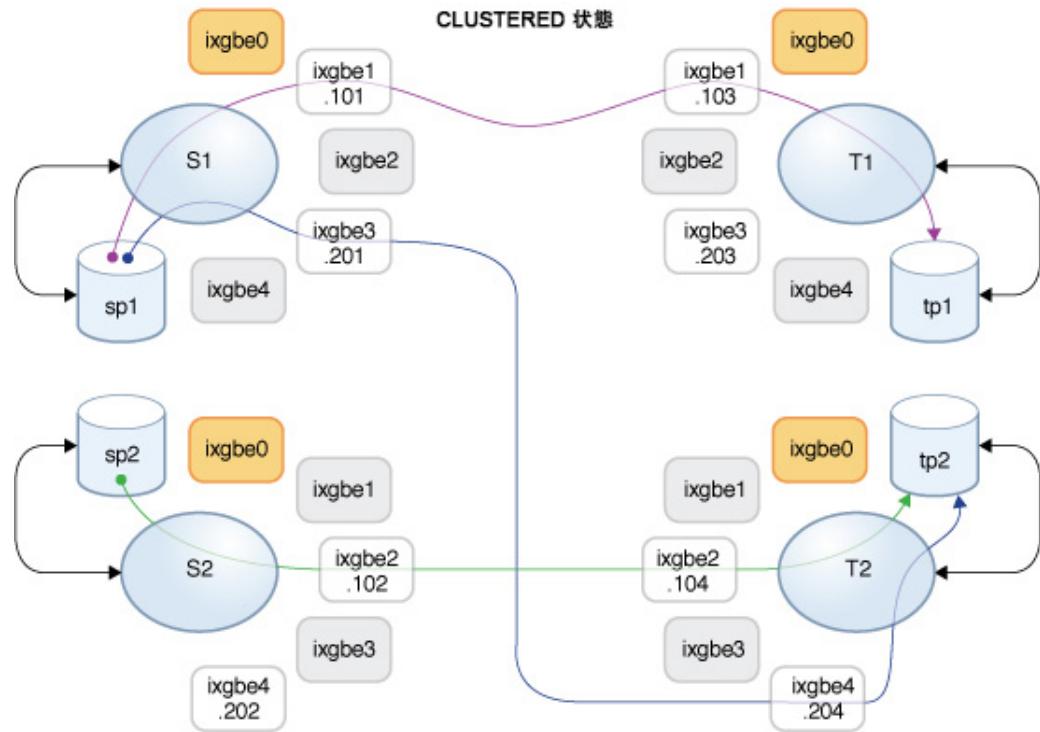 CLUSTERED 状態
ixgbe0
ixgbe1
.101
ixgbe1
.103
ixgbe0
S1
ixgbe2
ixgbe2
T1
ixgbe3
.201
ixgbe3
.203
sp1
ixgbe4
ixgbe4
tp1
sp2
ixgbe0
ixgbe0
tp2
ixgbe1
ixgbe1
S2
ixgbe2
.102
ixgbe2
.104
T2
ixgbe3
ixgbe3
ixgbe4
.202
ixgbe4
.204